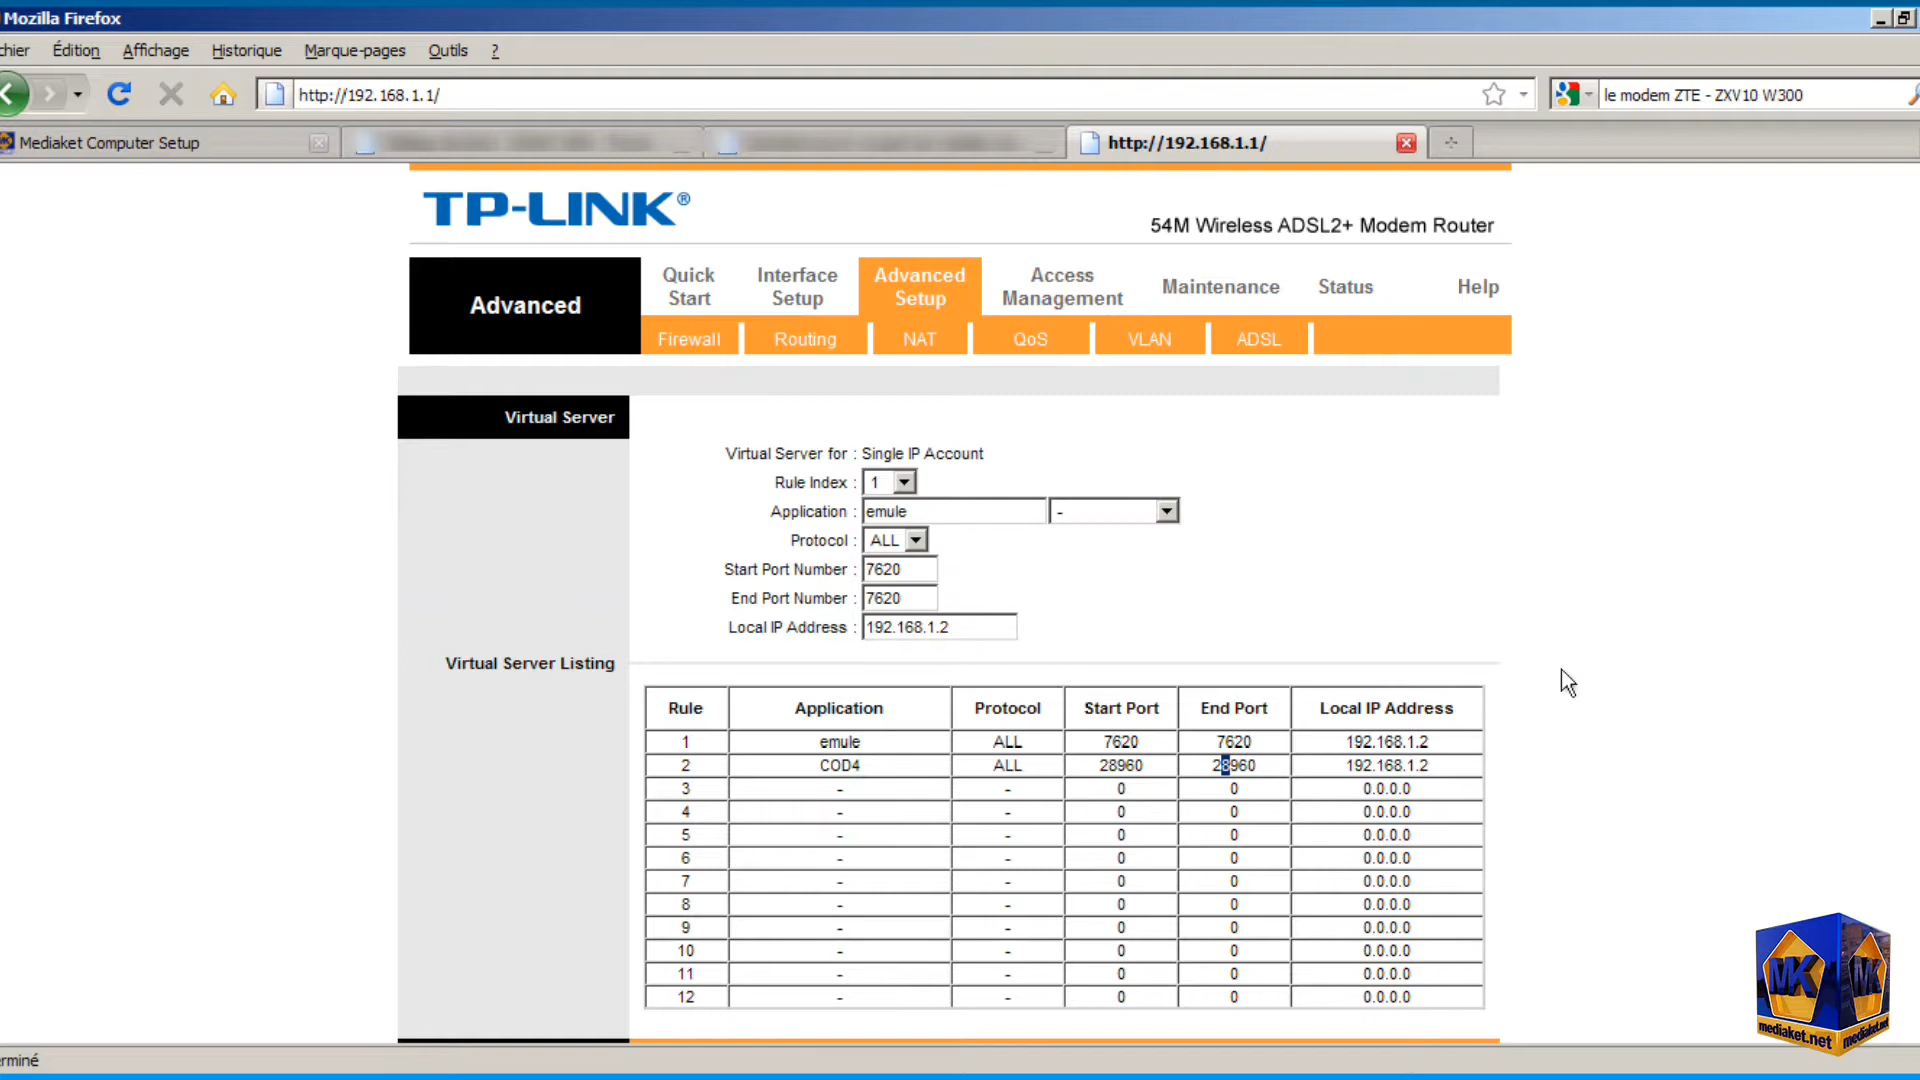 Mozilla Firefox
chier Édition Affichage Historique Marque-pages Outils ?
http://192.168.1.1/ le modem ZTE - ZXV10 W300
Mediaket Computer Setup http://192.168.1.1/
TP-LINK®
54M Wireless ADSL2+ Modem Router
Advanced
Quick Start Interface Setup Advanced Setup Access Management Maintenance Status Help
Firewall Routing NAT QoS VLAN ADSL
Virtual Server
Virtual Server for : Single IP Account
Rule Index : 1
Application : emule -
Protocol : ALL
Start Port Number : 7620
End Port Number : 7620
Local IP Address : 192.168.1.2
Virtual Server Listing
Rule Application Protocol Start Port End Port Local IP Address
1 emule ALL 7620 7620 192.168.1.2
2 COD4 ALL 28960 28960 192.168.1.2
3 - - 0 0 0.0.0.0
4 - - 0 0 0.0.0.0
5 - - 0 0 0.0.0.0
6 - - 0 0 0.0.0.0
7 - - 0 0 0.0.0.0
8 - - 0 0 0.0.0.0
9 - - 0 0 0.0.0.0
10 - - 0 0 0.0.0.0
11 - - 0 0 0.0.0.0
12 - - 0 0 0.0.0.0
MK MK
mediaket.net mediaket.net
erminé